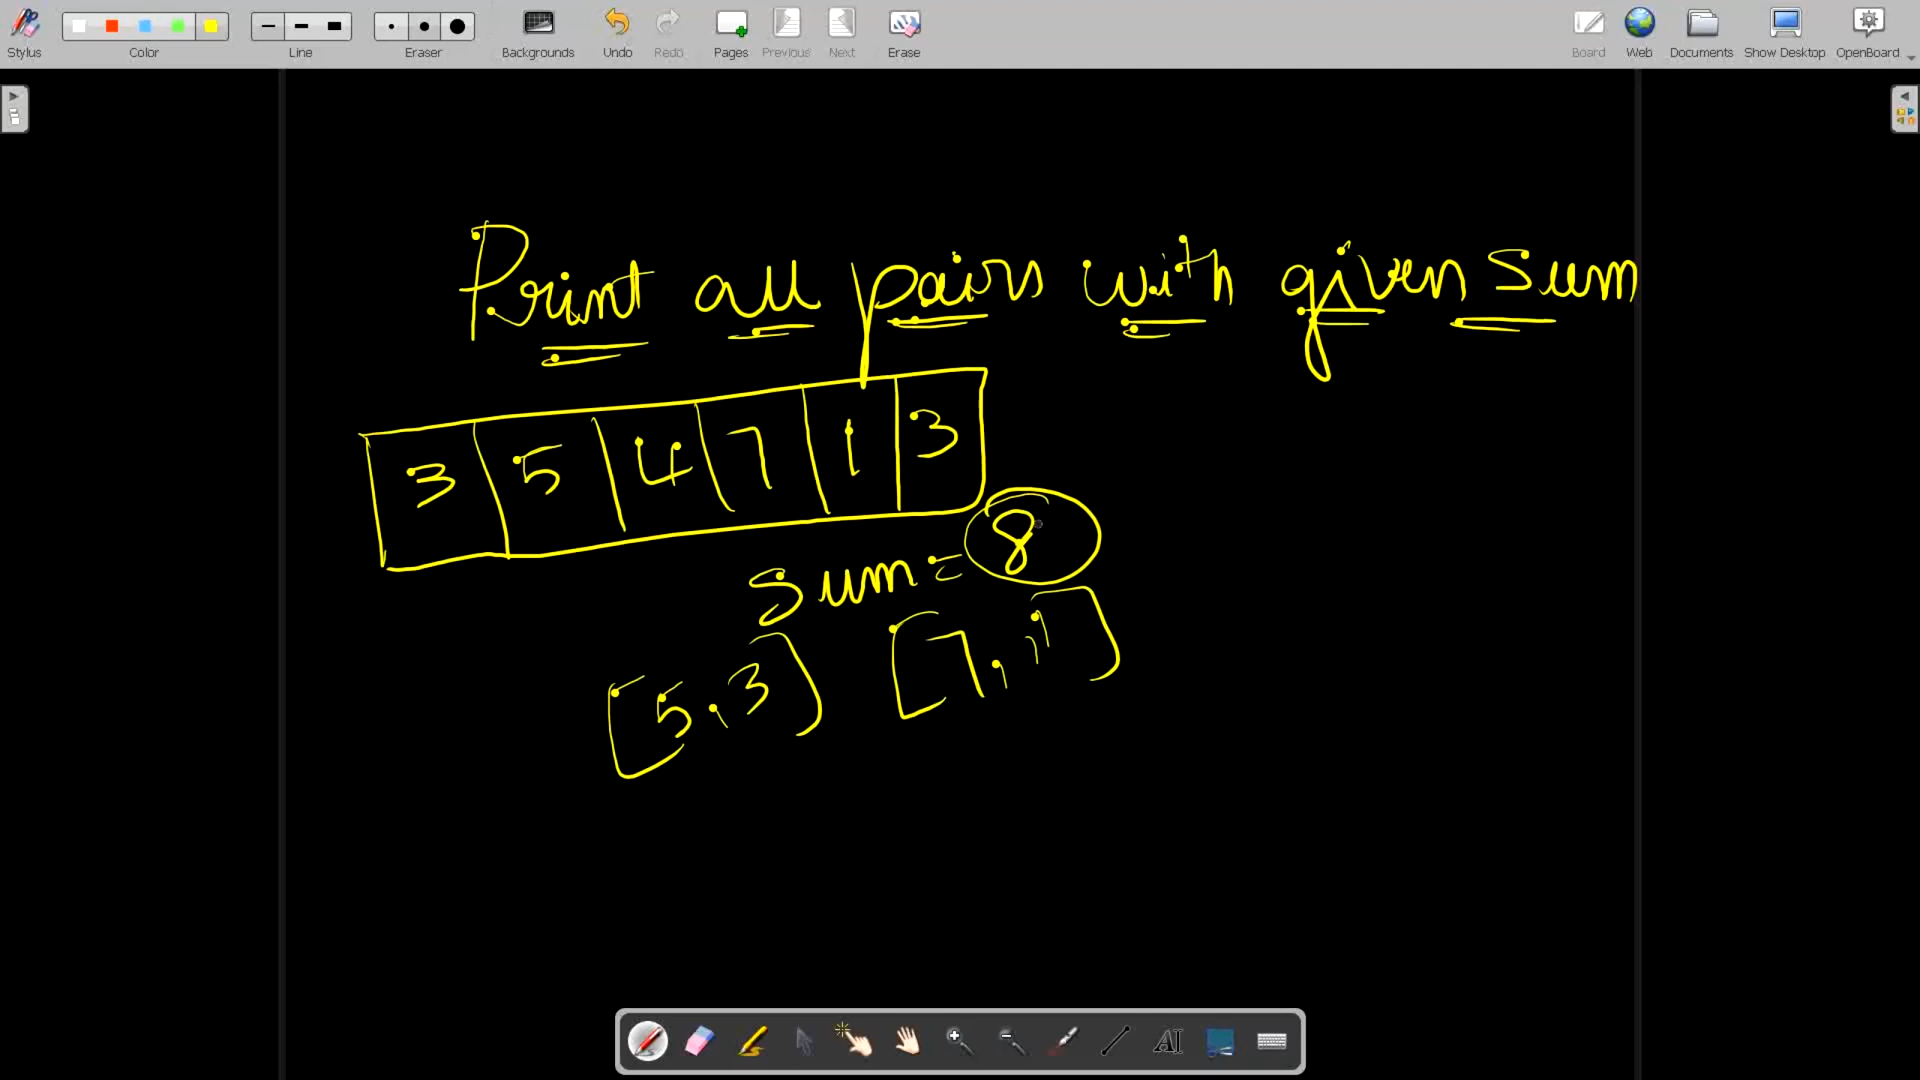 Stylus Color Line Eraser Backgrounds Undo Redo Pages Previous Next Erase Board Web Documents Show Desktop OpenBoard
Print all pairs with given Sum
3 5 4 7 1 3
Sum = 8
[5,3] [7,1]
AI